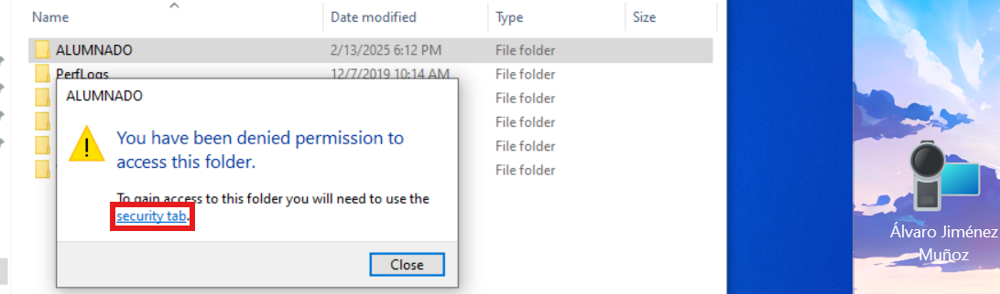 Name Date modified Type Size
ALUMNADO 2/13/2025 6:12 PM File folder
PerfLogs 12/7/2019 10:14 AM File folder
File folder
File folder
File folder
File folder
ALUMNADO
You have been denied permission to
access this folder.
To gain access to this folder you will need to use the
security tab.
Close
Álvaro Jiménez
Muñoz